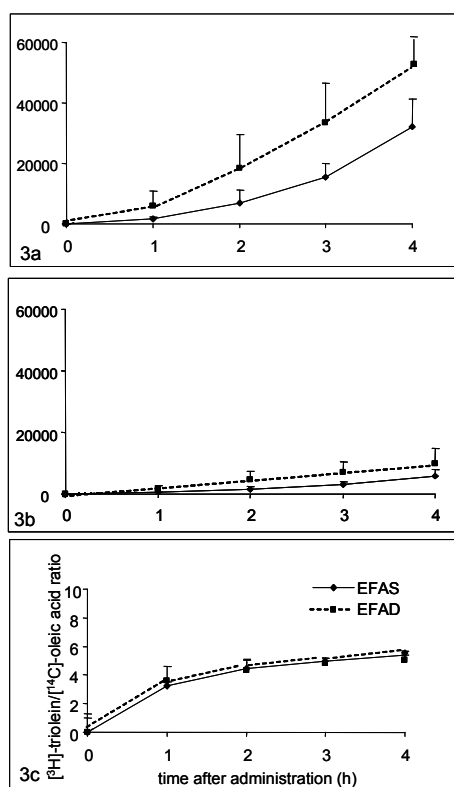 60000
40000
20000
0
0 1 2 3 4
3a
60000
40000
20000
0
0 1 2 3 4
3b
[³H]-triolein/[¹⁴C]-oleic acid ratio
10
8
6
4
2
0
EFAS
EFAD
0 1 2 3 4
3c
time after administration (h)